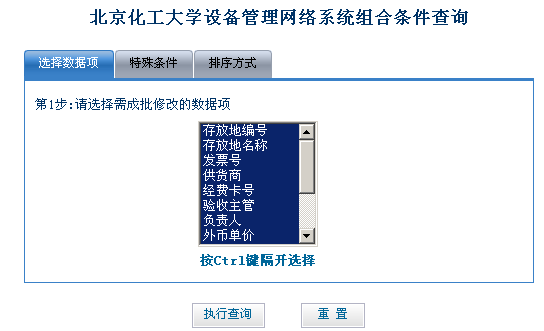 北京化工大学设备管理网络系统组合条件查询
选择数据项 特殊条件 排序方式
第1步:请选择需成批修改的数据项
存放地编号
存放地名称
发票号
供货商
经费卡号
验收主管
负责人
外币单价
按Ctrl键隔开选择
执行查询 重 置